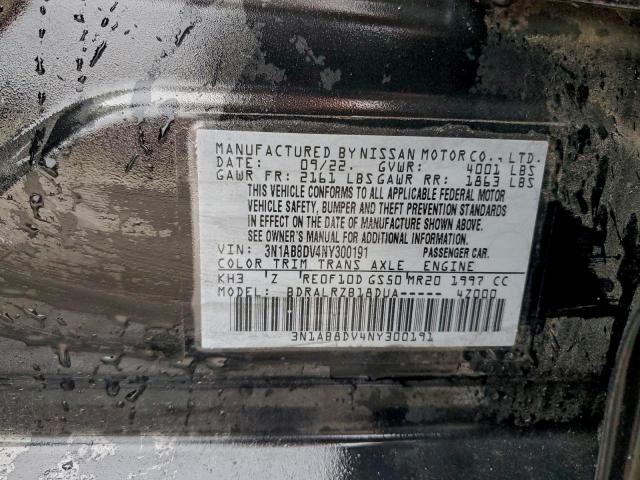 MANUFACTURED BY NISSAN MOTOR CO., LTD.
DATE: 09/22. GVWR: 4001 LBS
GAWR FR: 2161 LBS GAWR RR: 1863 LBS
THIS VEHICLE CONFORMS TO ALL APPLICABLE FEDERAL MOTOR
VEHICLE SAFETY, BUMPER AND THEFT PREVENTION STANDARDS
IN EFFECT ON THE DATE OF MANUFACTURE SHOWN ABOVE.
SEE OWNER'S MANUAL FOR ADDITIONAL INFORMATION.
VIN: 3N1AB8DV4NY300191 PASSENGER CAR.
COLOR TRIM TRANS AXLE ENGINE
KH3 Z RE0F10D GS50 MR20 1997 CC
MODEL: BDRALRZB18DUA----- 4Z000
3N1AB8DV4NY300191